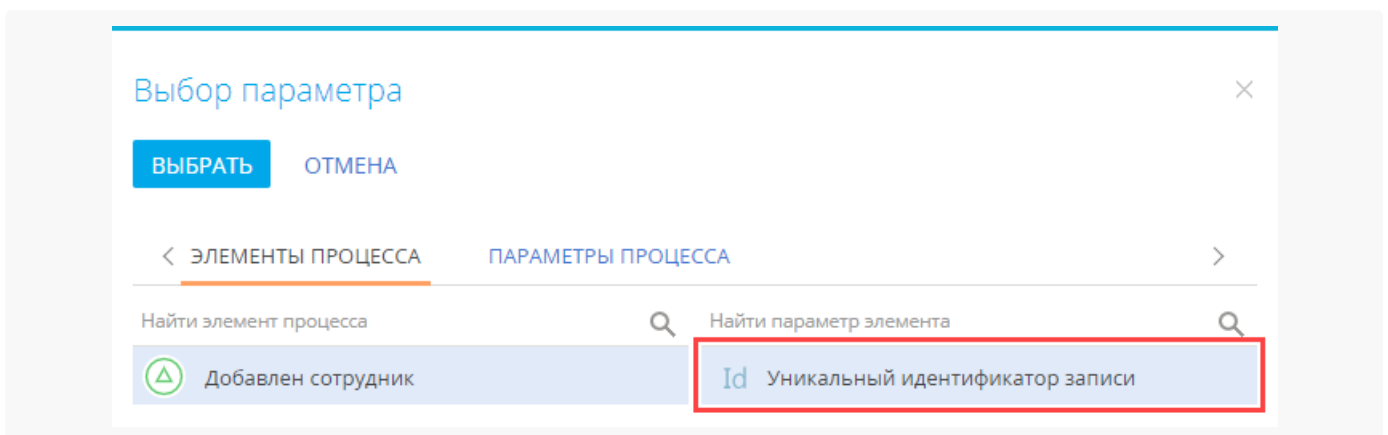 Выбор параметра
ВЫБРАТЬ ОТМЕНА
ЭЛЕМЕНТЫ ПРОЦЕССА ПАРАМЕТРЫ ПРОЦЕССА
Найти элемент процесса Найти параметр элемента
Добавлен сотрудник Id Уникальный идентификатор записи